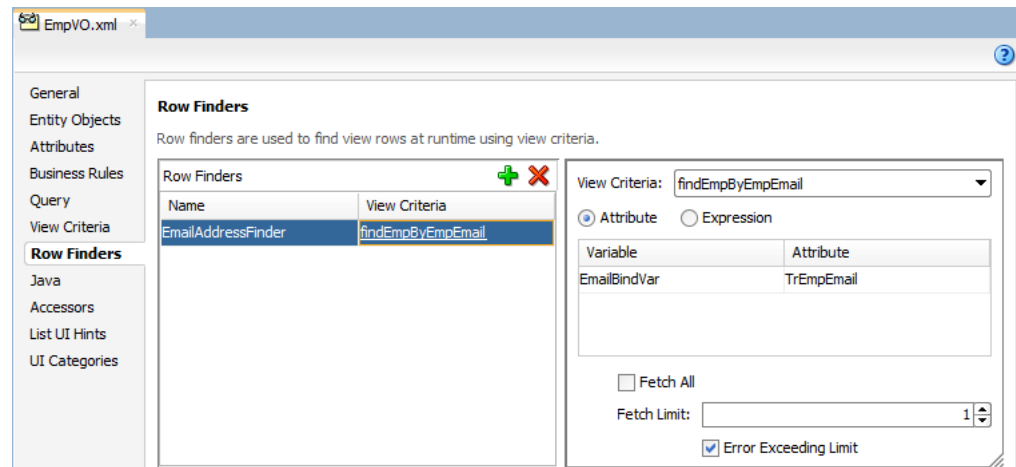 EmpVO.xml
General
Entity Objects
Attributes
Business Rules
Query
View Criteria
Row Finders
Java
Accessors
List UI Hints
UI Categories
Row Finders
Row finders are used to find view rows at runtime using view criteria.
Row Finders
Name View Criteria
EmailAddressFinder findEmpByEmpEmail
View Criteria: findEmpByEmpEmail
Attribute Expression
Variable Attribute
EmailBindVar TrEmpEmail
Fetch All
Fetch Limit: 1
Error Exceeding Limit